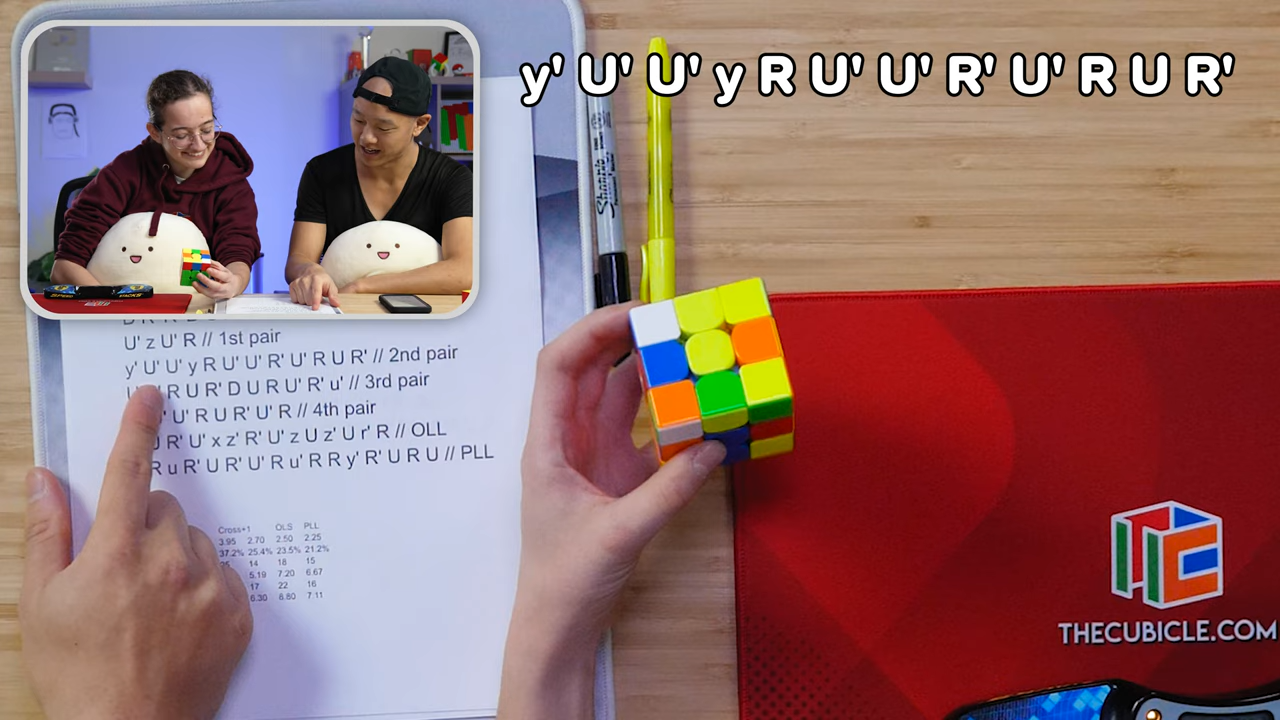 y' U' U' y R U' U' R' U' R U R'
U' z U' R // 1st pair
y' U' U' y R U' U' R' U' R U R' // 2nd pair
R U R' D U R U' R' u' // 3rd pair
U' R U R' U' R // 4th pair
R' U' x z' R' U' z U z' U r' R // OLL
R u R' U R' U' R u' R R y' R' U R U // PLL
Cross+1 OLS PLL
3.95 2.70 2.50 2.25
37.2% 25.4% 23.5% 21.2%
14 18 15
5.19 7.20 6.67
17 22 16
6.30 8.80 7.11
Sharpie
SPEED STACKS
THECUBICLE.COM